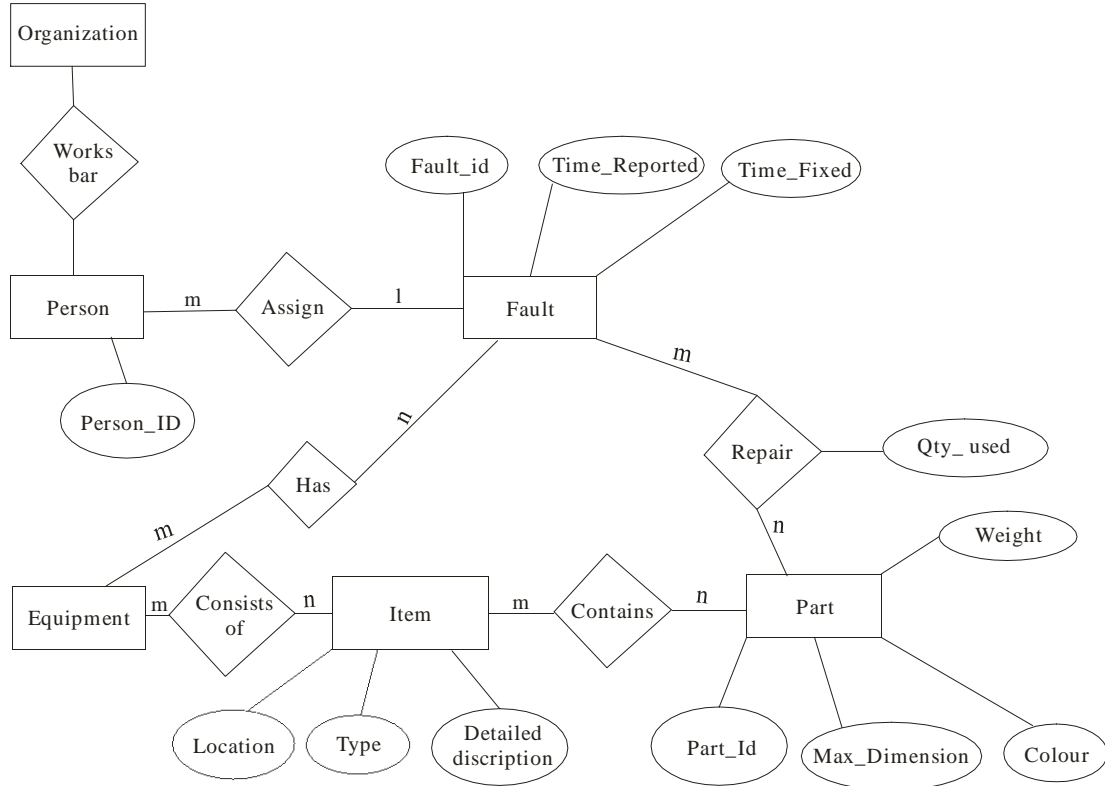 Organization
Works
bar
Fault_id
Time_Reported
Time_Fixed
Person
m
Assign
l
Fault
m
n
Person_ID
Repair
Qty_ used
Has
m
n
Weight
Equipment
m
Consists
of
n
Item
m
Contains
n
Part
Location
Type
Detailed
discription
Part_Id
Max_Dimension
Colour